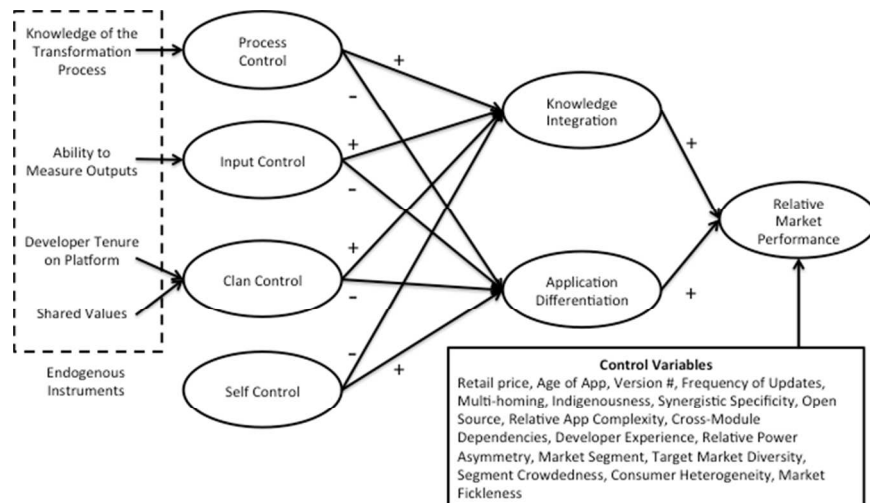 Knowledge of the
Transformation
Process
Process
Control
+
-
Knowledge
Integration
+
Ability to
Measure Outputs
Input Control
+
-
Relative
Market
Performance
Developer Tenure
on Platform
Shared Values
Clan Control
+
-
Application
Differentiation
+
Endogenous
Instruments
Self Control
-
+
Control Variables
Retail price, Age of App, Version #, Frequency of Updates,
Multi-homing, Indigenousness, Synergistic Specificity, Open
Source, Relative App Complexity, Cross-Module
Dependencies, Developer Experience, Relative Power
Asymmetry, Market Segment, Target Market Diversity,
Segment Crowdedness, Consumer Heterogeneity, Market
Fickleness